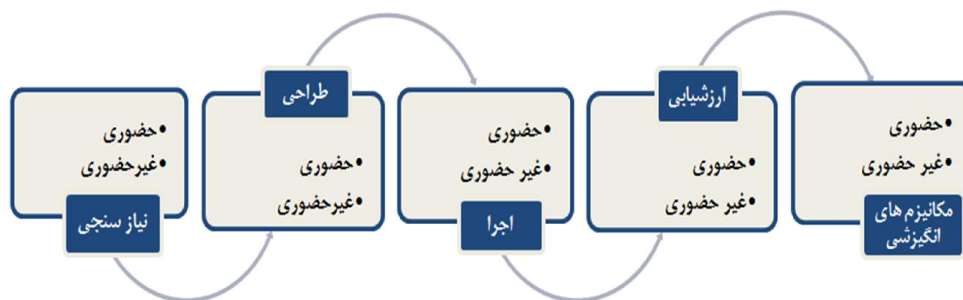 •حضوری
•غیرحضوری
نیاز سنجی
طراحی
•حضوری
•غیرحضوری
•حضوری
•غیر حضوری
اجرا
ارزشیابی
•حضوری
•غیر حضوری
•حضوری
•غیر حضوری
مکانیزم های
انگیزشی